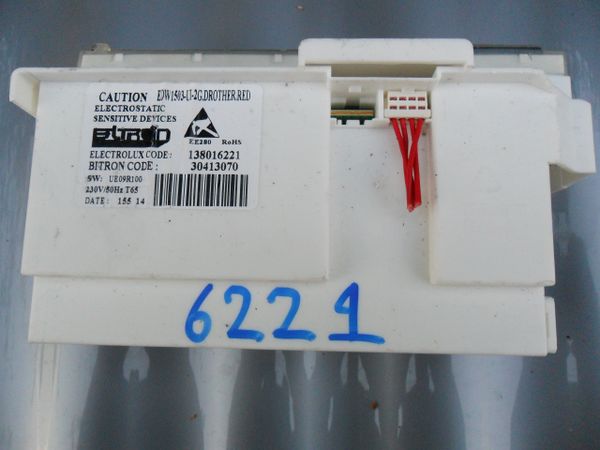 CAUTION EDW1503-U-2G.DROTHER.RED
ELECTROSTATIC
SENSITIVE DEVICES
BITRON
EE280 RoHS
ELECTROLUX CODE: 138016221
BITRON CODE: 30413070
SW: UE09R100
230V/50Hz T65
DATE: 155 14
6221